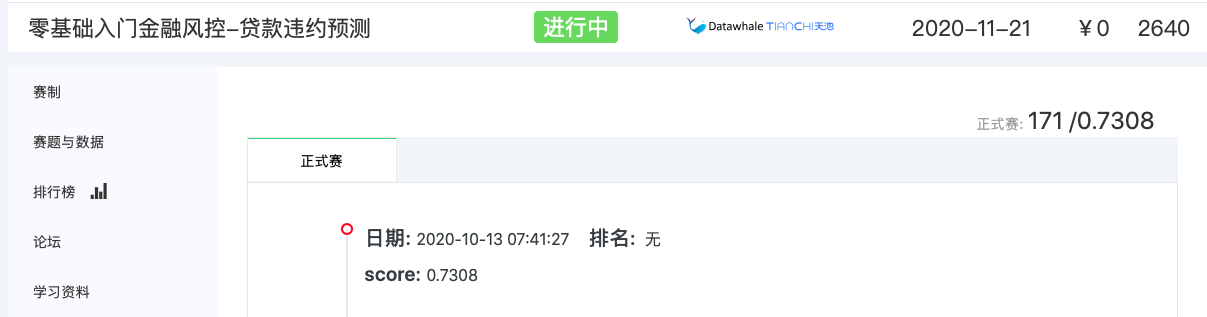 零基础入门金融风控-贷款违约预测 进行中 Datawhale TIANCHI天池 2020-11-21 ¥0 2640
赛制
正式赛: 171 /0.7308
赛题与数据
正式赛
排行榜
日期: 2020-10-13 07:41:27 排名: 无
论坛
score: 0.7308
学习资料